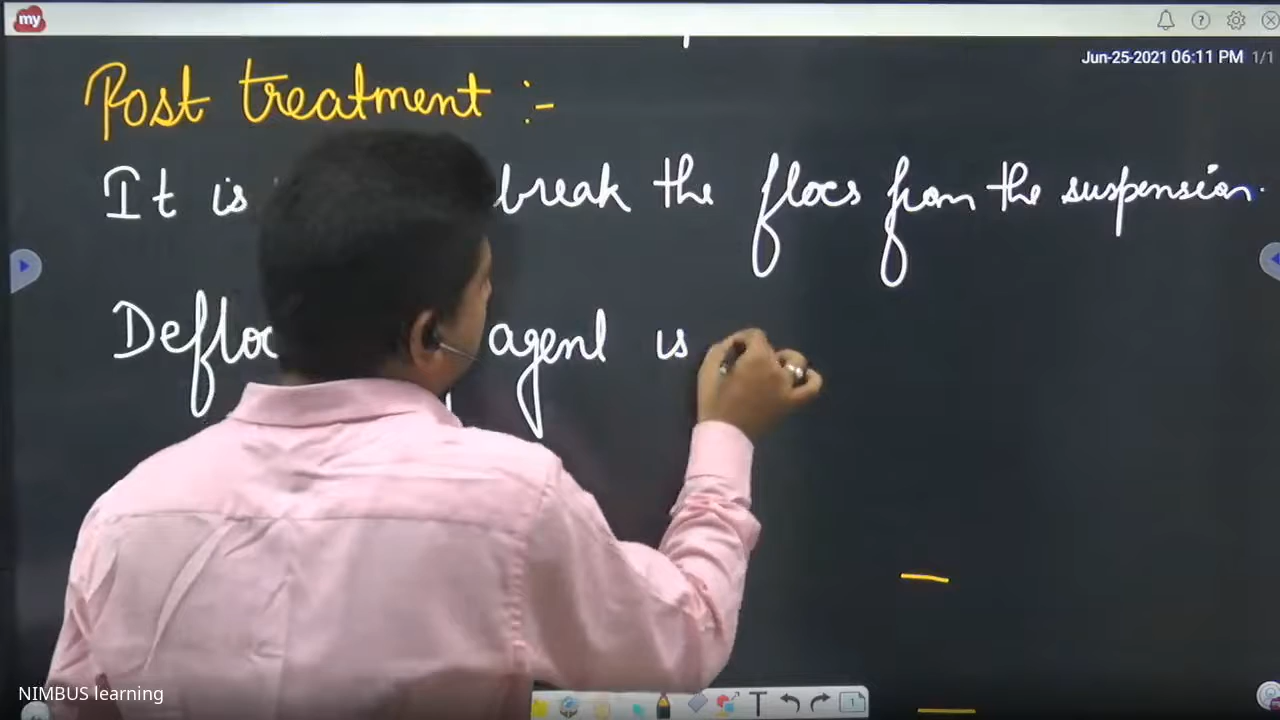 my
Jun-25-2021 06:11 PM 1/1
Post treatment :-
It is break the flocs from the suspension.
agent is
NIMBUS learning